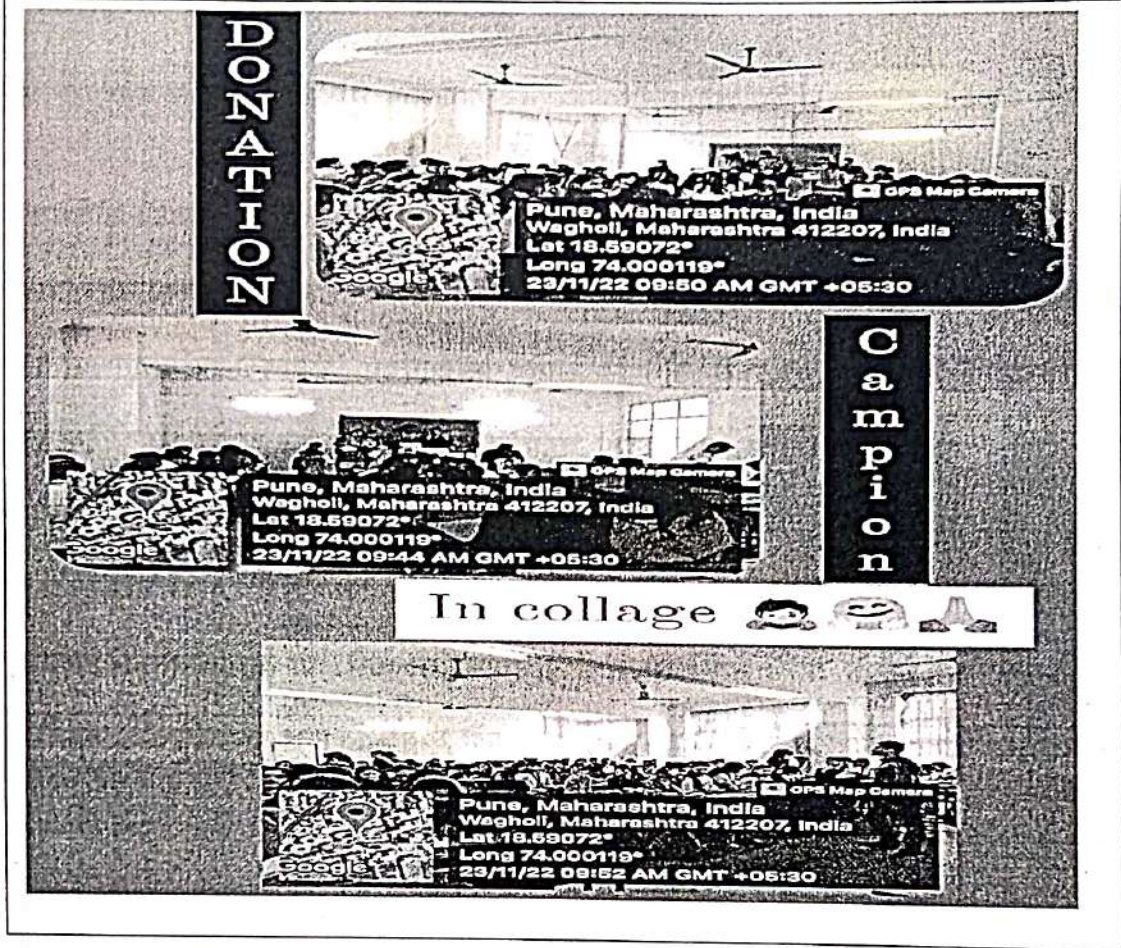 DONATION
GPS Map Camera
Pune, Maharashtra, India
Wagholi, Maharashtra 412207, India
Lat 18.59072°
Long 74.000119°
23/11/22 09:50 AM GMT +05:30
Google
Campion
GPS Map Camera
Pune, Maharashtra, India
Wagholi, Maharashtra 412207, India
Lat 18.59072°
Long 74.000119°
23/11/22 09:44 AM GMT +05:30
Google
In collage
GPS Map Camera
Pune, Maharashtra, India
Wagholi, Maharashtra 412207, India
Lat 18.59072°
Long 74.000119°
23/11/22 09:52 AM GMT +05:30
Google